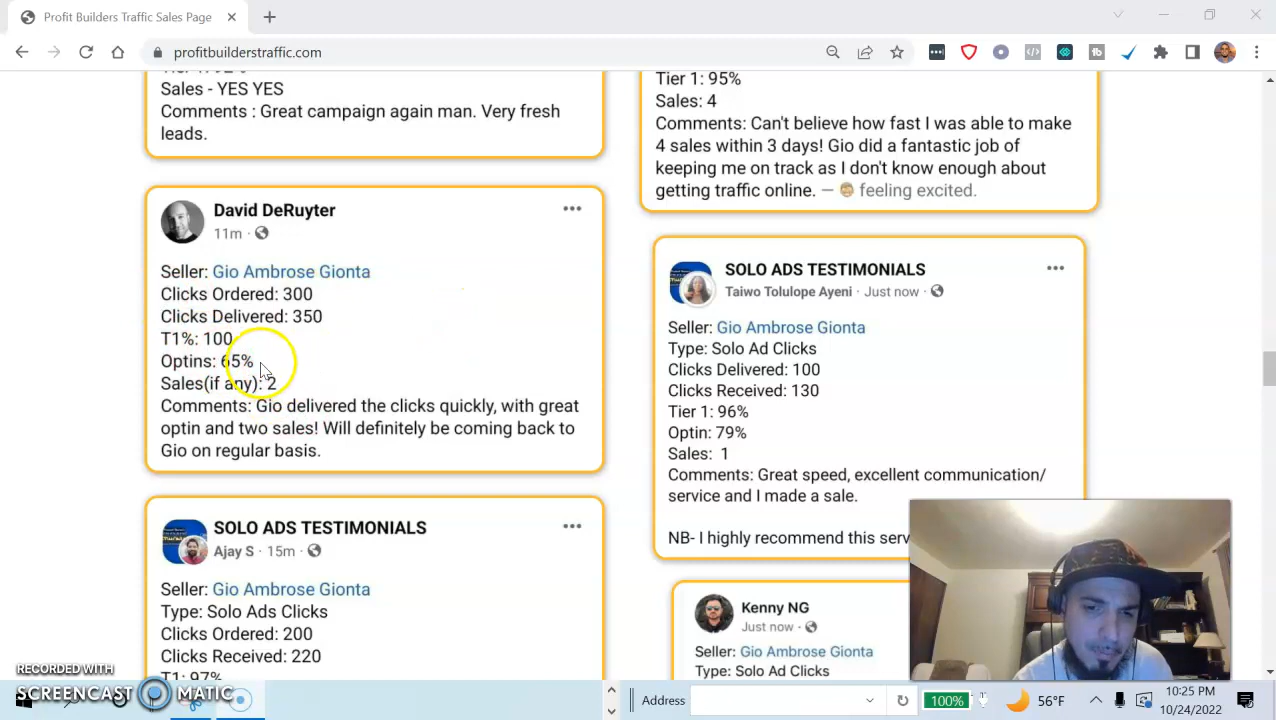 Profit Builders Traffic Sales Page
profitbuilderstraffic.com
Sales - YES YES
Comments : Great campaign again man. Very fresh
leads.
David DeRuyter
11m ·
Seller: Gio Ambrose Gionta
Clicks Ordered: 300
Clicks Delivered: 350
T1%: 100
Optins: 65%
Sales(if any): 2
Comments: Gio delivered the clicks quickly, with great
optin and two sales! Will definitely be coming back to
Gio on regular basis.
SOLO ADS TESTIMONIALS
Ajay S · 15m ·
Seller: Gio Ambrose Gionta
Type: Solo Ads Clicks
Clicks Ordered: 200
Clicks Received: 220
T1: 97%
Tier 1: 95%
Sales: 4
Comments: Can't believe how fast I was able to make
4 sales within 3 days! Gio did a fantastic job of
keeping me on track as I don't know enough about
getting traffic online. — feeling excited.
SOLO ADS TESTIMONIALS
Taiwo Tolulope Ayeni · Just now ·
Seller: Gio Ambrose Gionta
Type: Solo Ad Clicks
Clicks Delivered: 100
Clicks Received: 130
Tier 1: 96%
Optin: 79%
Sales: 1
Comments: Great speed, excellent communication/
service and I made a sale.
NB- I highly recommend this serv
Kenny NG
Just now ·
Seller: Gio Ambrose Gionta
Type: Solo Ad Clicks
RECORDED WITH
SCREENCAST MATIC
Address
100%
56°F
10:25 PM
10/24/2022